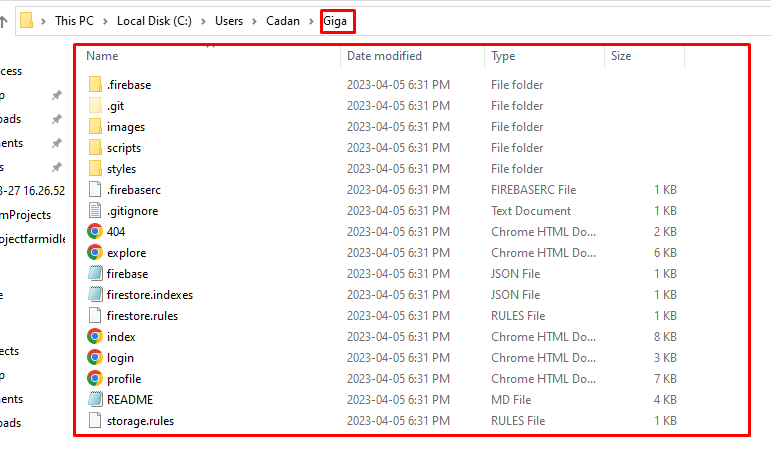 This PC > Local Disk (C:) > Users > Cadan > Giga
Name Date modified Type Size
cess
.firebase 2023-04-05 6:31 PM File folder
p
.git 2023-04-05 6:31 PM File folder
oads
images 2023-04-05 6:31 PM File folder
ents
scripts 2023-04-05 6:31 PM File folder
s
styles 2023-04-05 6:31 PM File folder
3-27 16.26.52
.firebaserc 2023-04-05 6:31 PM FIREBASERC File 1 KB
mProjects
.gitignore 2023-04-05 6:31 PM Text Document 1 KB
ojectfarmidle
404 2023-04-05 6:31 PM Chrome HTML Do... 2 KB
explore 2023-04-05 6:31 PM Chrome HTML Do... 6 KB
firebase 2023-04-05 6:31 PM JSON File 1 KB
e
firestore.indexes 2023-04-05 6:31 PM JSON File 1 KB
firestore.rules 2023-04-05 6:31 PM RULES File 1 KB
index 2023-04-05 6:31 PM Chrome HTML Do... 8 KB
ects
login 2023-04-05 6:31 PM Chrome HTML Do... 3 KB
p
profile 2023-04-05 6:31 PM Chrome HTML Do... 7 KB
ents
README 2023-04-05 6:31 PM MD File 4 KB
oads
storage.rules 2023-04-05 6:31 PM RULES File 1 KB